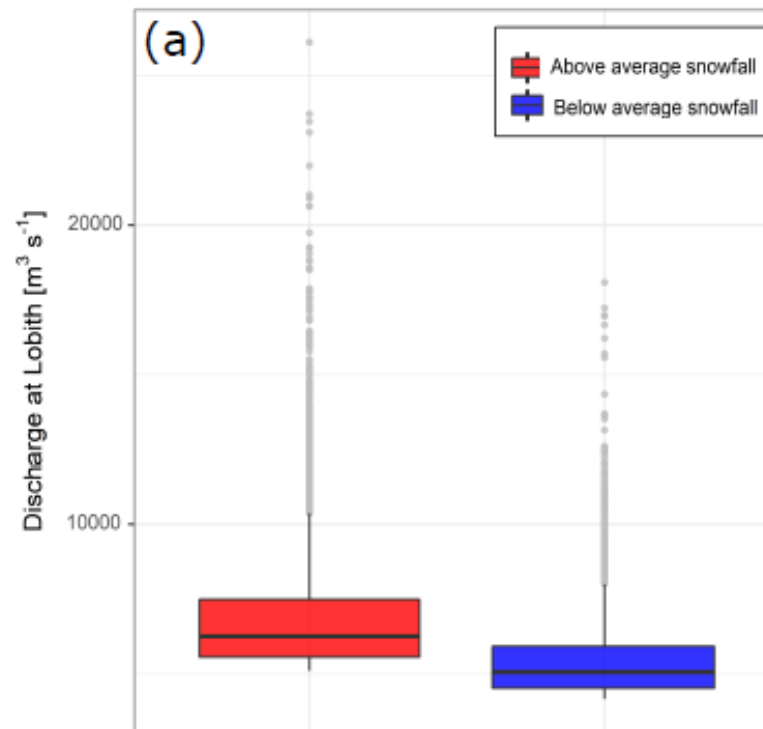 (a)
Above average snowfall
Below average snowfall
20000
10000
Discharge at Lobith [m³ s⁻¹]